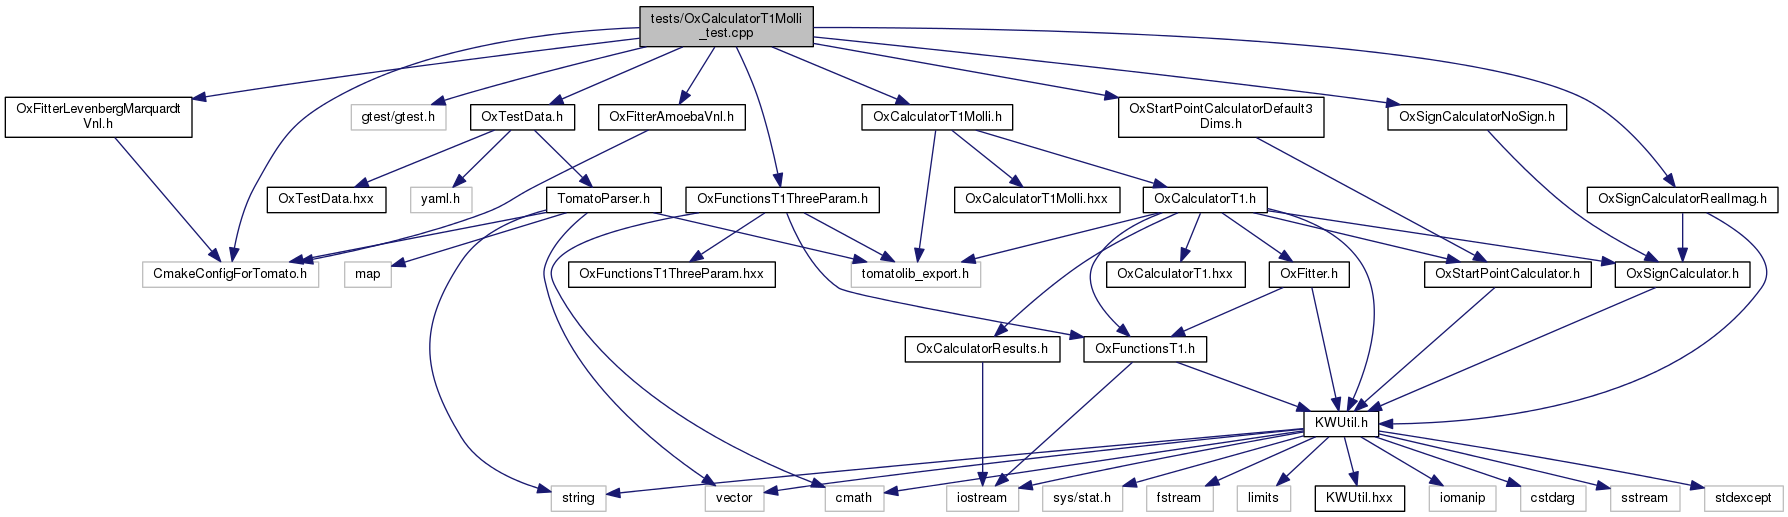 tests/OxCalculatorT1Molli
_test.cpp
OxFitterLevenbergMarquardt
Vnl.h
gtest/gtest.h
OxTestData.h
OxFitterAmoebaVnl.h
OxCalculatorT1Molli.h
OxStartPointCalculatorDefault3
Dims.h
OxSignCalculatorNoSign.h
OxTestData.hxx
yaml.h
TomatoParser.h
OxFunctionsT1ThreeParam.h
OxCalculatorT1Molli.hxx
OxCalculatorT1.h
OxSignCalculatorRealImag.h
CmakeConfigForTomato.h
map
OxFunctionsT1ThreeParam.hxx
tomatolib_export.h
OxCalculatorT1.hxx
OxFitter.h
OxStartPointCalculator.h
OxSignCalculator.h
OxCalculatorResults.h
OxFunctionsT1.h
KWUtil.h
string
vector
cmath
iostream
sys/stat.h
fstream
limits
KWUtil.hxx
iomanip
cstdarg
sstream
stdexcept